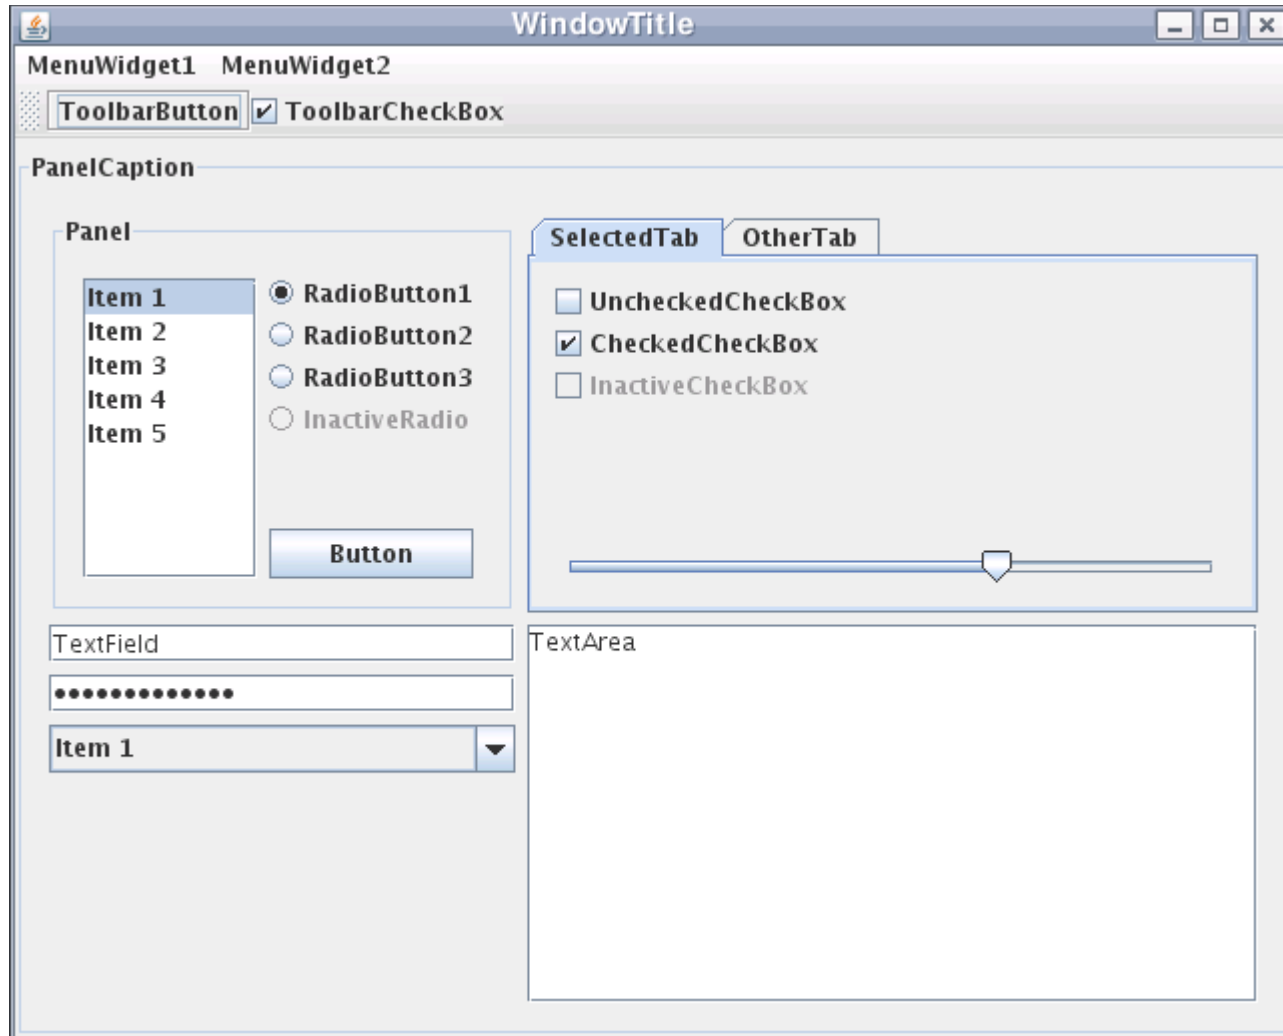 WindowTitle
MenuWidget1 MenuWidget2
ToolbarButton ToolbarCheckBox
PanelCaption
Panel
Item 1
Item 2
Item 3
Item 4
Item 5
RadioButton1
RadioButton2
RadioButton3
InactiveRadio
Button
SelectedTab OtherTab
UncheckedCheckBox
CheckedCheckBox
InactiveCheckBox
TextField
•••••••••••••
Item 1
TextArea